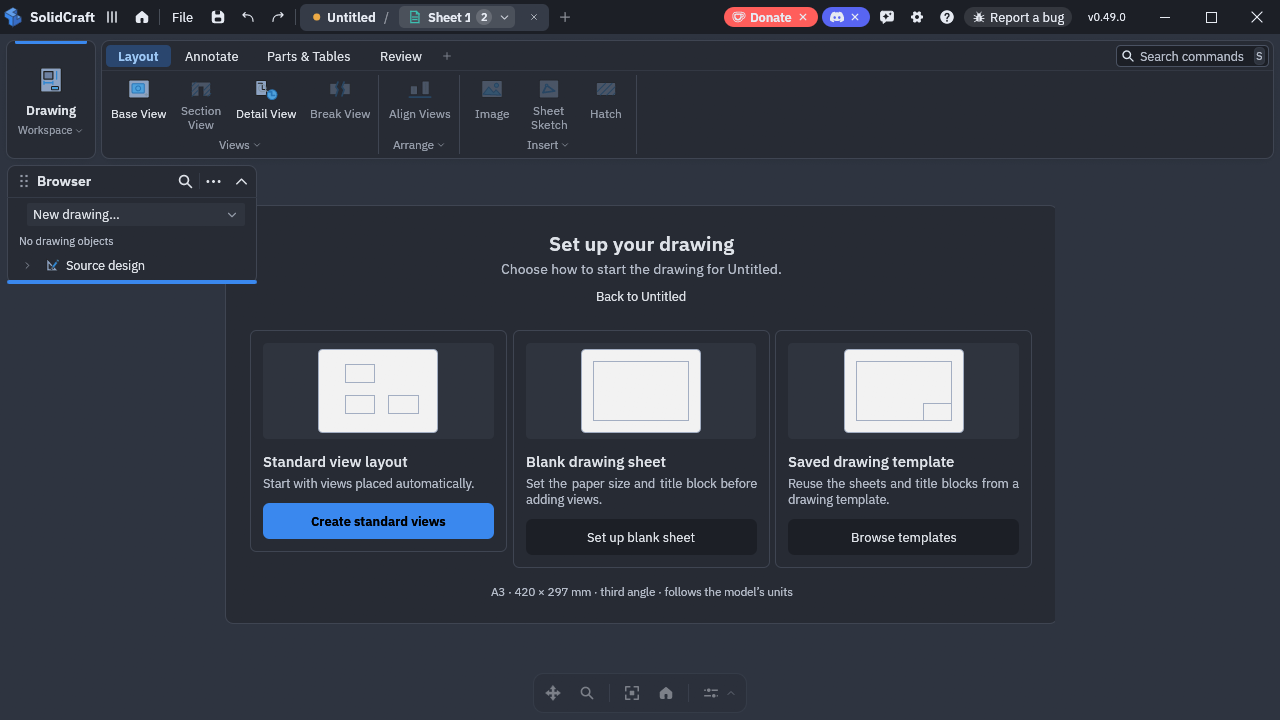 SolidCraft
File
Untitled
/
Sheet 1
2
Donate
Report a bug
v0.49.0
Drawing
Workspace
Layout
Annotate
Parts & Tables
Review
Search commands
S
Base View
Section View
Detail View
Break View
Align Views
Image
Sheet Sketch
Hatch
Views
Arrange
Insert
Browser
New drawing...
No drawing objects
Source design
Set up your drawing
Choose how to start the drawing for Untitled.
Back to Untitled
Standard view layout
Start with views placed automatically.
Create standard views
Blank drawing sheet
Set the paper size and title block before
adding views.
Set up blank sheet
Saved drawing template
Reuse the sheets and title blocks from a
drawing template.
Browse templates
A3 · 420 × 297 mm · third angle · follows the model's units